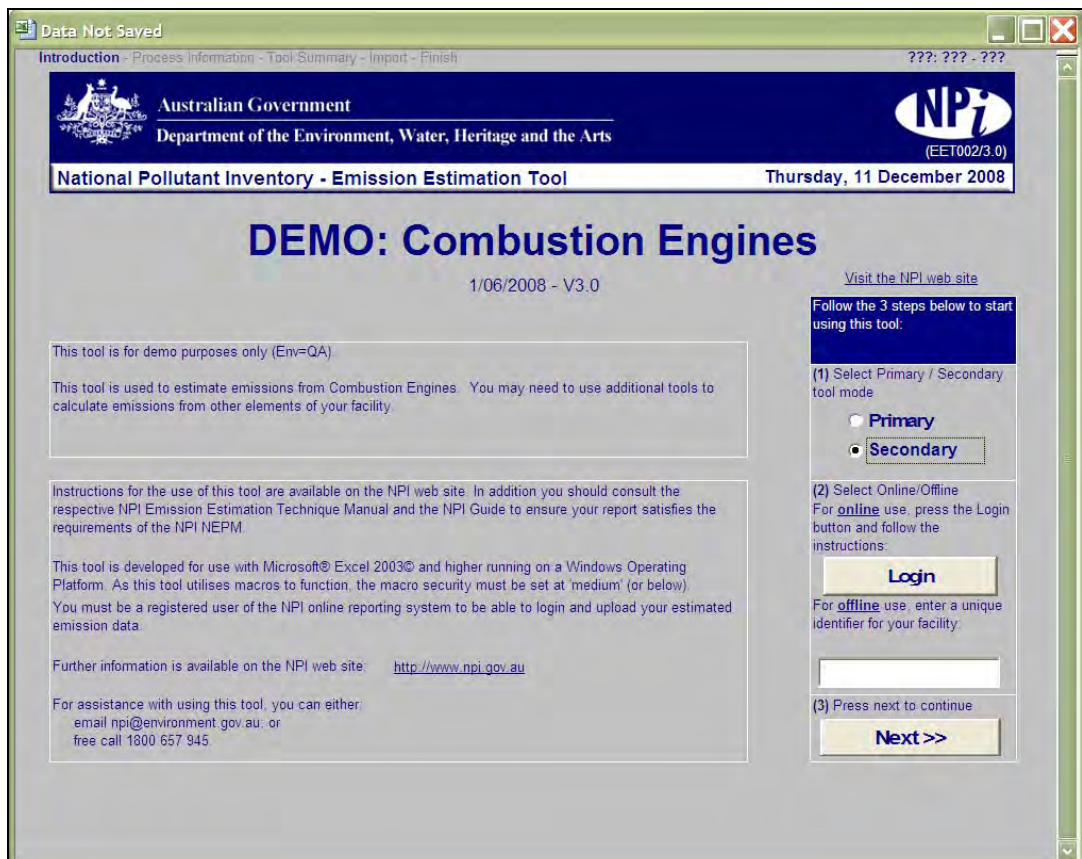 Data Not Saved
Introduction - Process Information - Tool Summary - Import - Finish
???: ??? - ???
Australian Government
Department of the Environment, Water, Heritage and the Arts
NPi
(EET002/3.0)
National Pollutant Inventory - Emission Estimation Tool
Thursday, 11 December 2008
DEMO: Combustion Engines
1/06/2008 - V3.0
Visit the NPI web site
Follow the 3 steps below to start
using this tool:
This tool is for demo purposes only (Env=QA).
This tool is used to estimate emissions from Combustion Engines. You may need to use additional tools to
calculate emissions from other elements of your facility.
(1) Select Primary / Secondary
tool mode
Primary
Secondary
Instructions for the use of this tool are available on the NPI web site. In addition you should consult the
respective NPI Emission Estimation Technique Manual and the NPI Guide to ensure your report satisfies the
requirements of the NPI NEPM.
This tool is developed for use with Microsoft® Excel 2003© and higher running on a Windows Operating
Platform. As this tool utilises macros to function, the macro security must be set at 'medium' (or below).
You must be a registered user of the NPI online reporting system to be able to login and upload your estimated
emission data.
Further information is available on the NPI web site: http://www.npi.gov.au
For assistance with using this tool, you can either:
email npi@environment.gov.au; or
free call 1800 657 945.
(2) Select Online/Offline
For online use, press the Login
button and follow the
instructions:
Login
For offline use, enter a unique
identifier for your facility:
(3) Press next to continue
Next >>